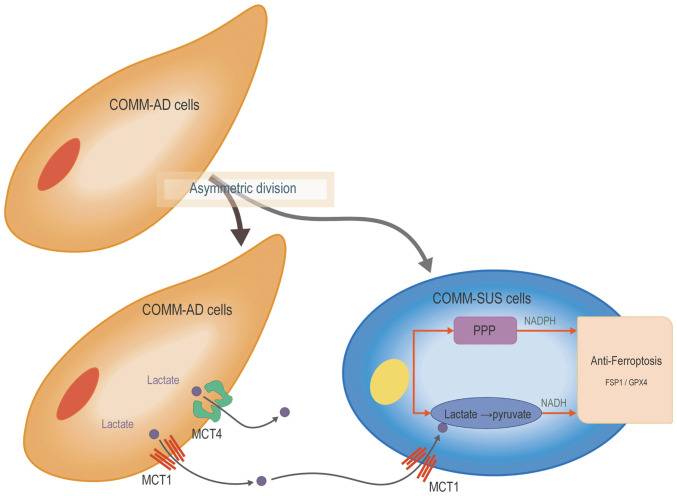 COMM-AD cells
Asymmetric division
COMM-AD cells
COMM-SUS cells
PPP
NADPH
Anti-Ferroptosis
FSP1 / GPX4
Lactate
NADH
Lactate →pyruvate
Lactate
MCT4
MCT1
MCT1